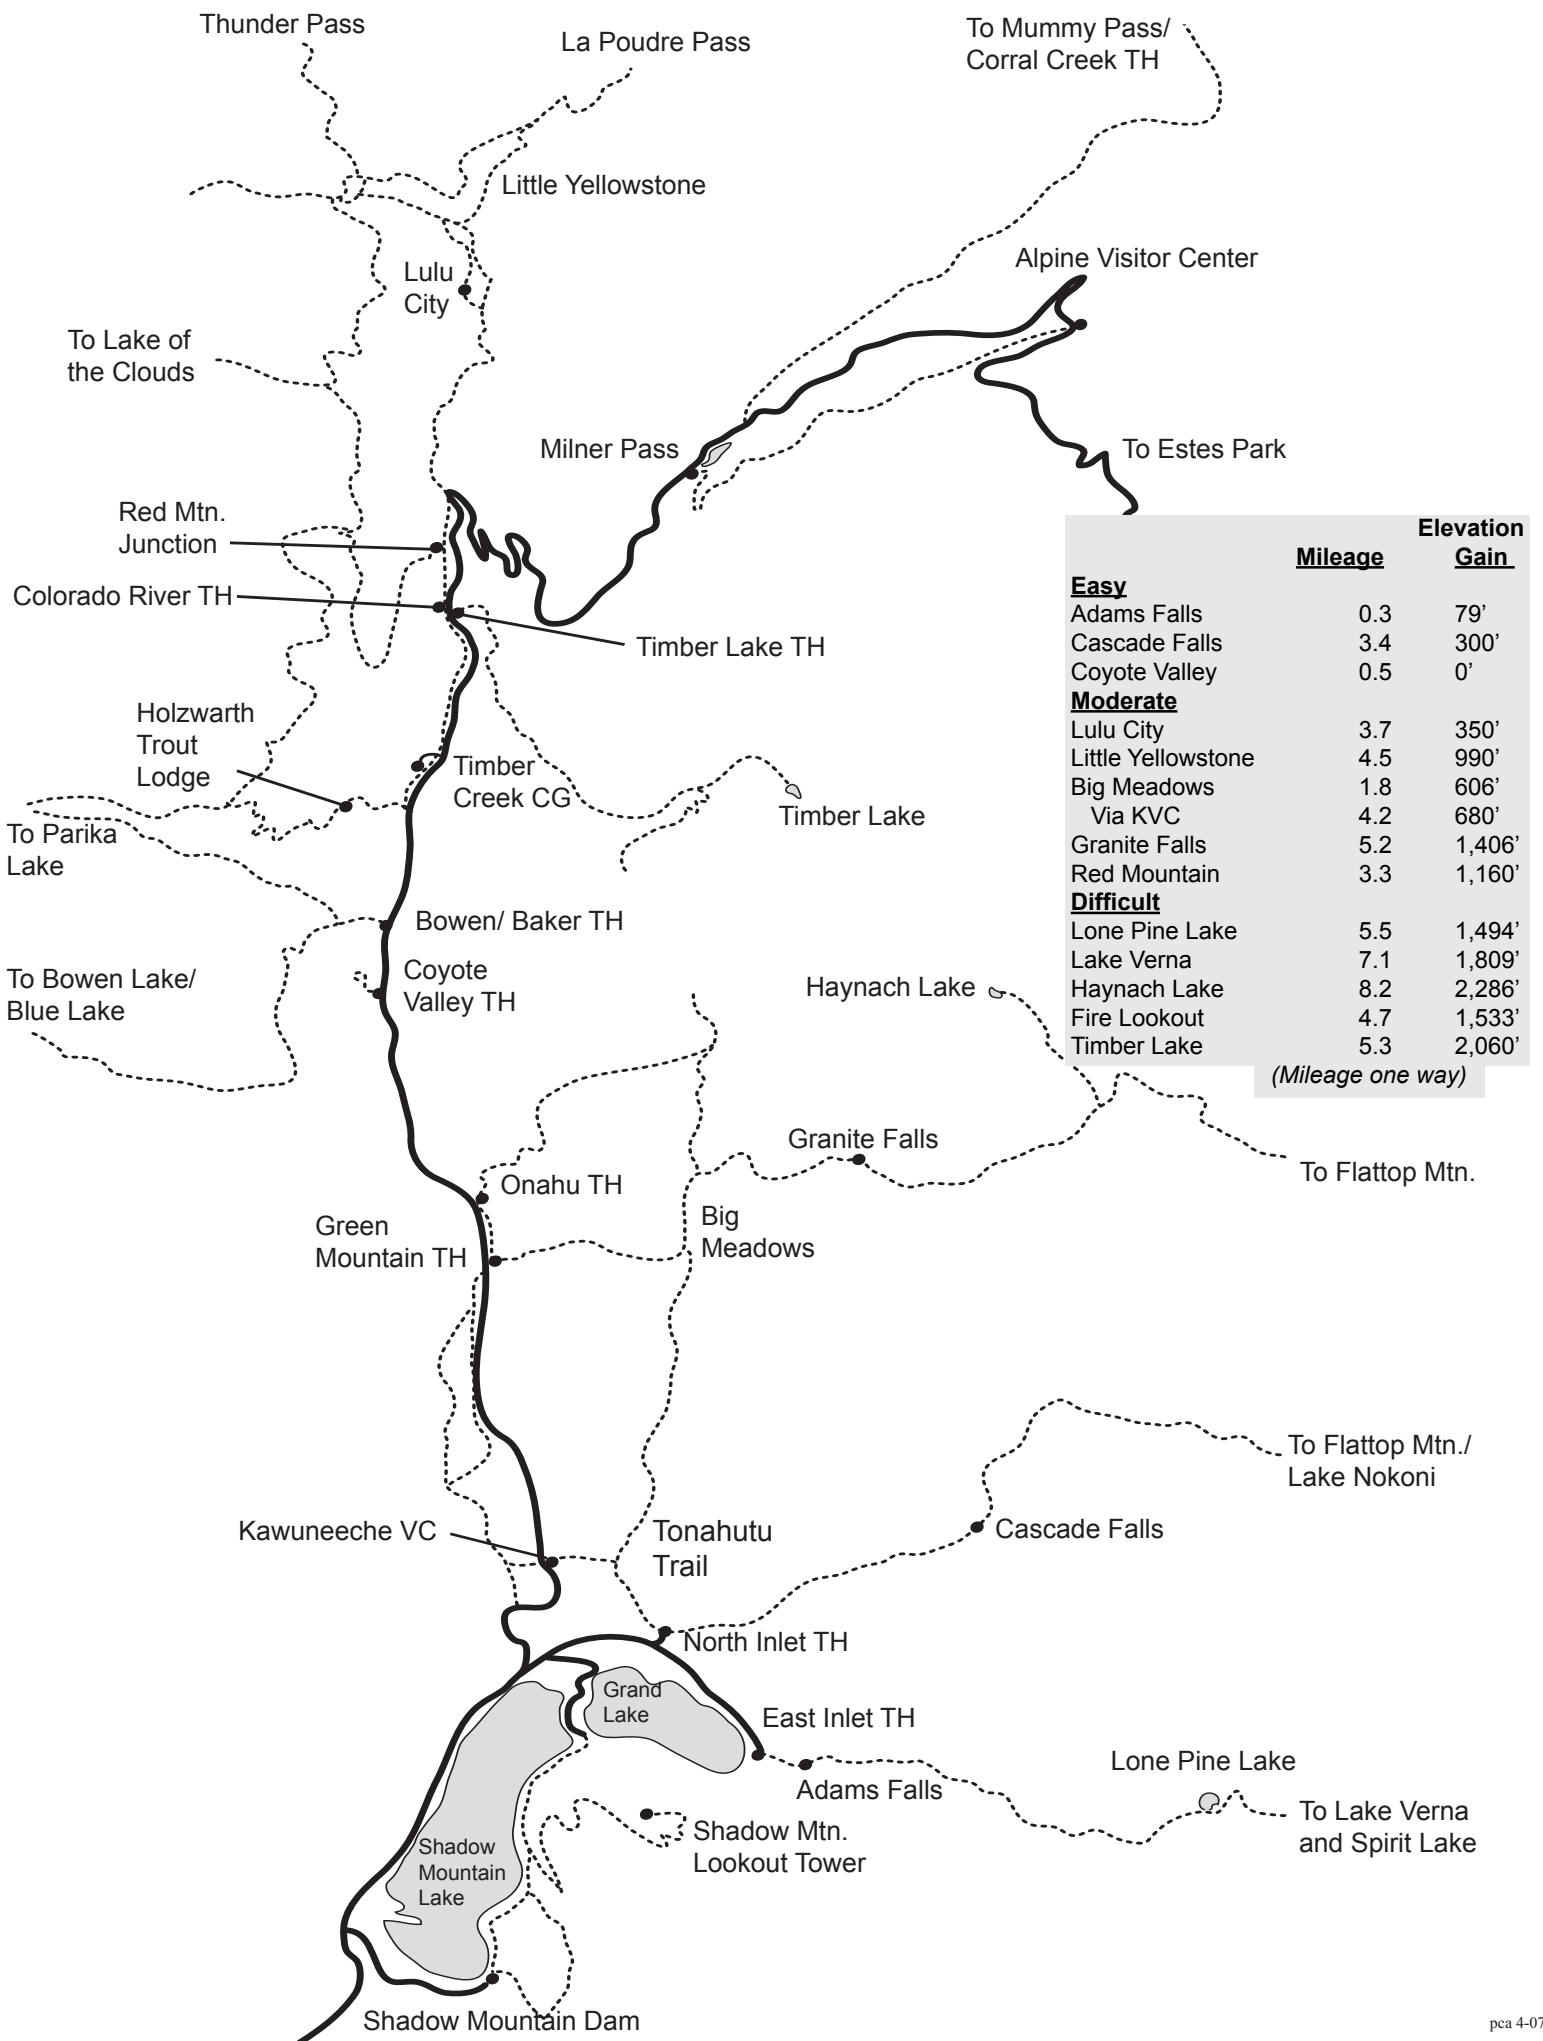 Thunder Pass
La Poudre Pass
To Mummy Pass/
Corral Creek TH
Little Yellowstone
Alpine Visitor Center
Lulu
City
To Lake of
the Clouds
Milner Pass
To Estes Park
Red Mtn.
Junction
Colorado River TH
Timber Lake TH
Holzwarth
Trout
Lodge
Timber
Creek CG
Timber Lake
To Parika
Lake
Bowen/ Baker TH
Coyote
Valley TH
To Bowen Lake/
Blue Lake
Haynach Lake
Elevation
Mileage Gain
Easy
Adams Falls 0.3 79’
Cascade Falls 3.4 300’
Coyote Valley 0.5 0’
Moderate
Lulu City 3.7 350’
Little Yellowstone 4.5 990’
Big Meadows 1.8 606’
Via KVC 4.2 680’
Granite Falls 5.2 1,406’
Red Mountain 3.3 1,160’
Difficult
Lone Pine Lake 5.5 1,494’
Lake Verna 7.1 1,809’
Haynach Lake 8.2 2,286’
Fire Lookout 4.7 1,533’
Timber Lake 5.3 2,060’
(Mileage one way)
Granite Falls
To Flattop Mtn.
Onahu TH
Big
Meadows
Green
Mountain TH
To Flattop Mtn./
Lake Nokoni
Kawuneeche VC
Tonahutu
Trail
Cascade Falls
North Inlet TH
Grand
Lake
East Inlet TH
Adams Falls
Lone Pine Lake
To Lake Verna
and Spirit Lake
Shadow Mtn.
Lookout Tower
Shadow
Mountain
Lake
Shadow Mountain Dam
pca 4-07